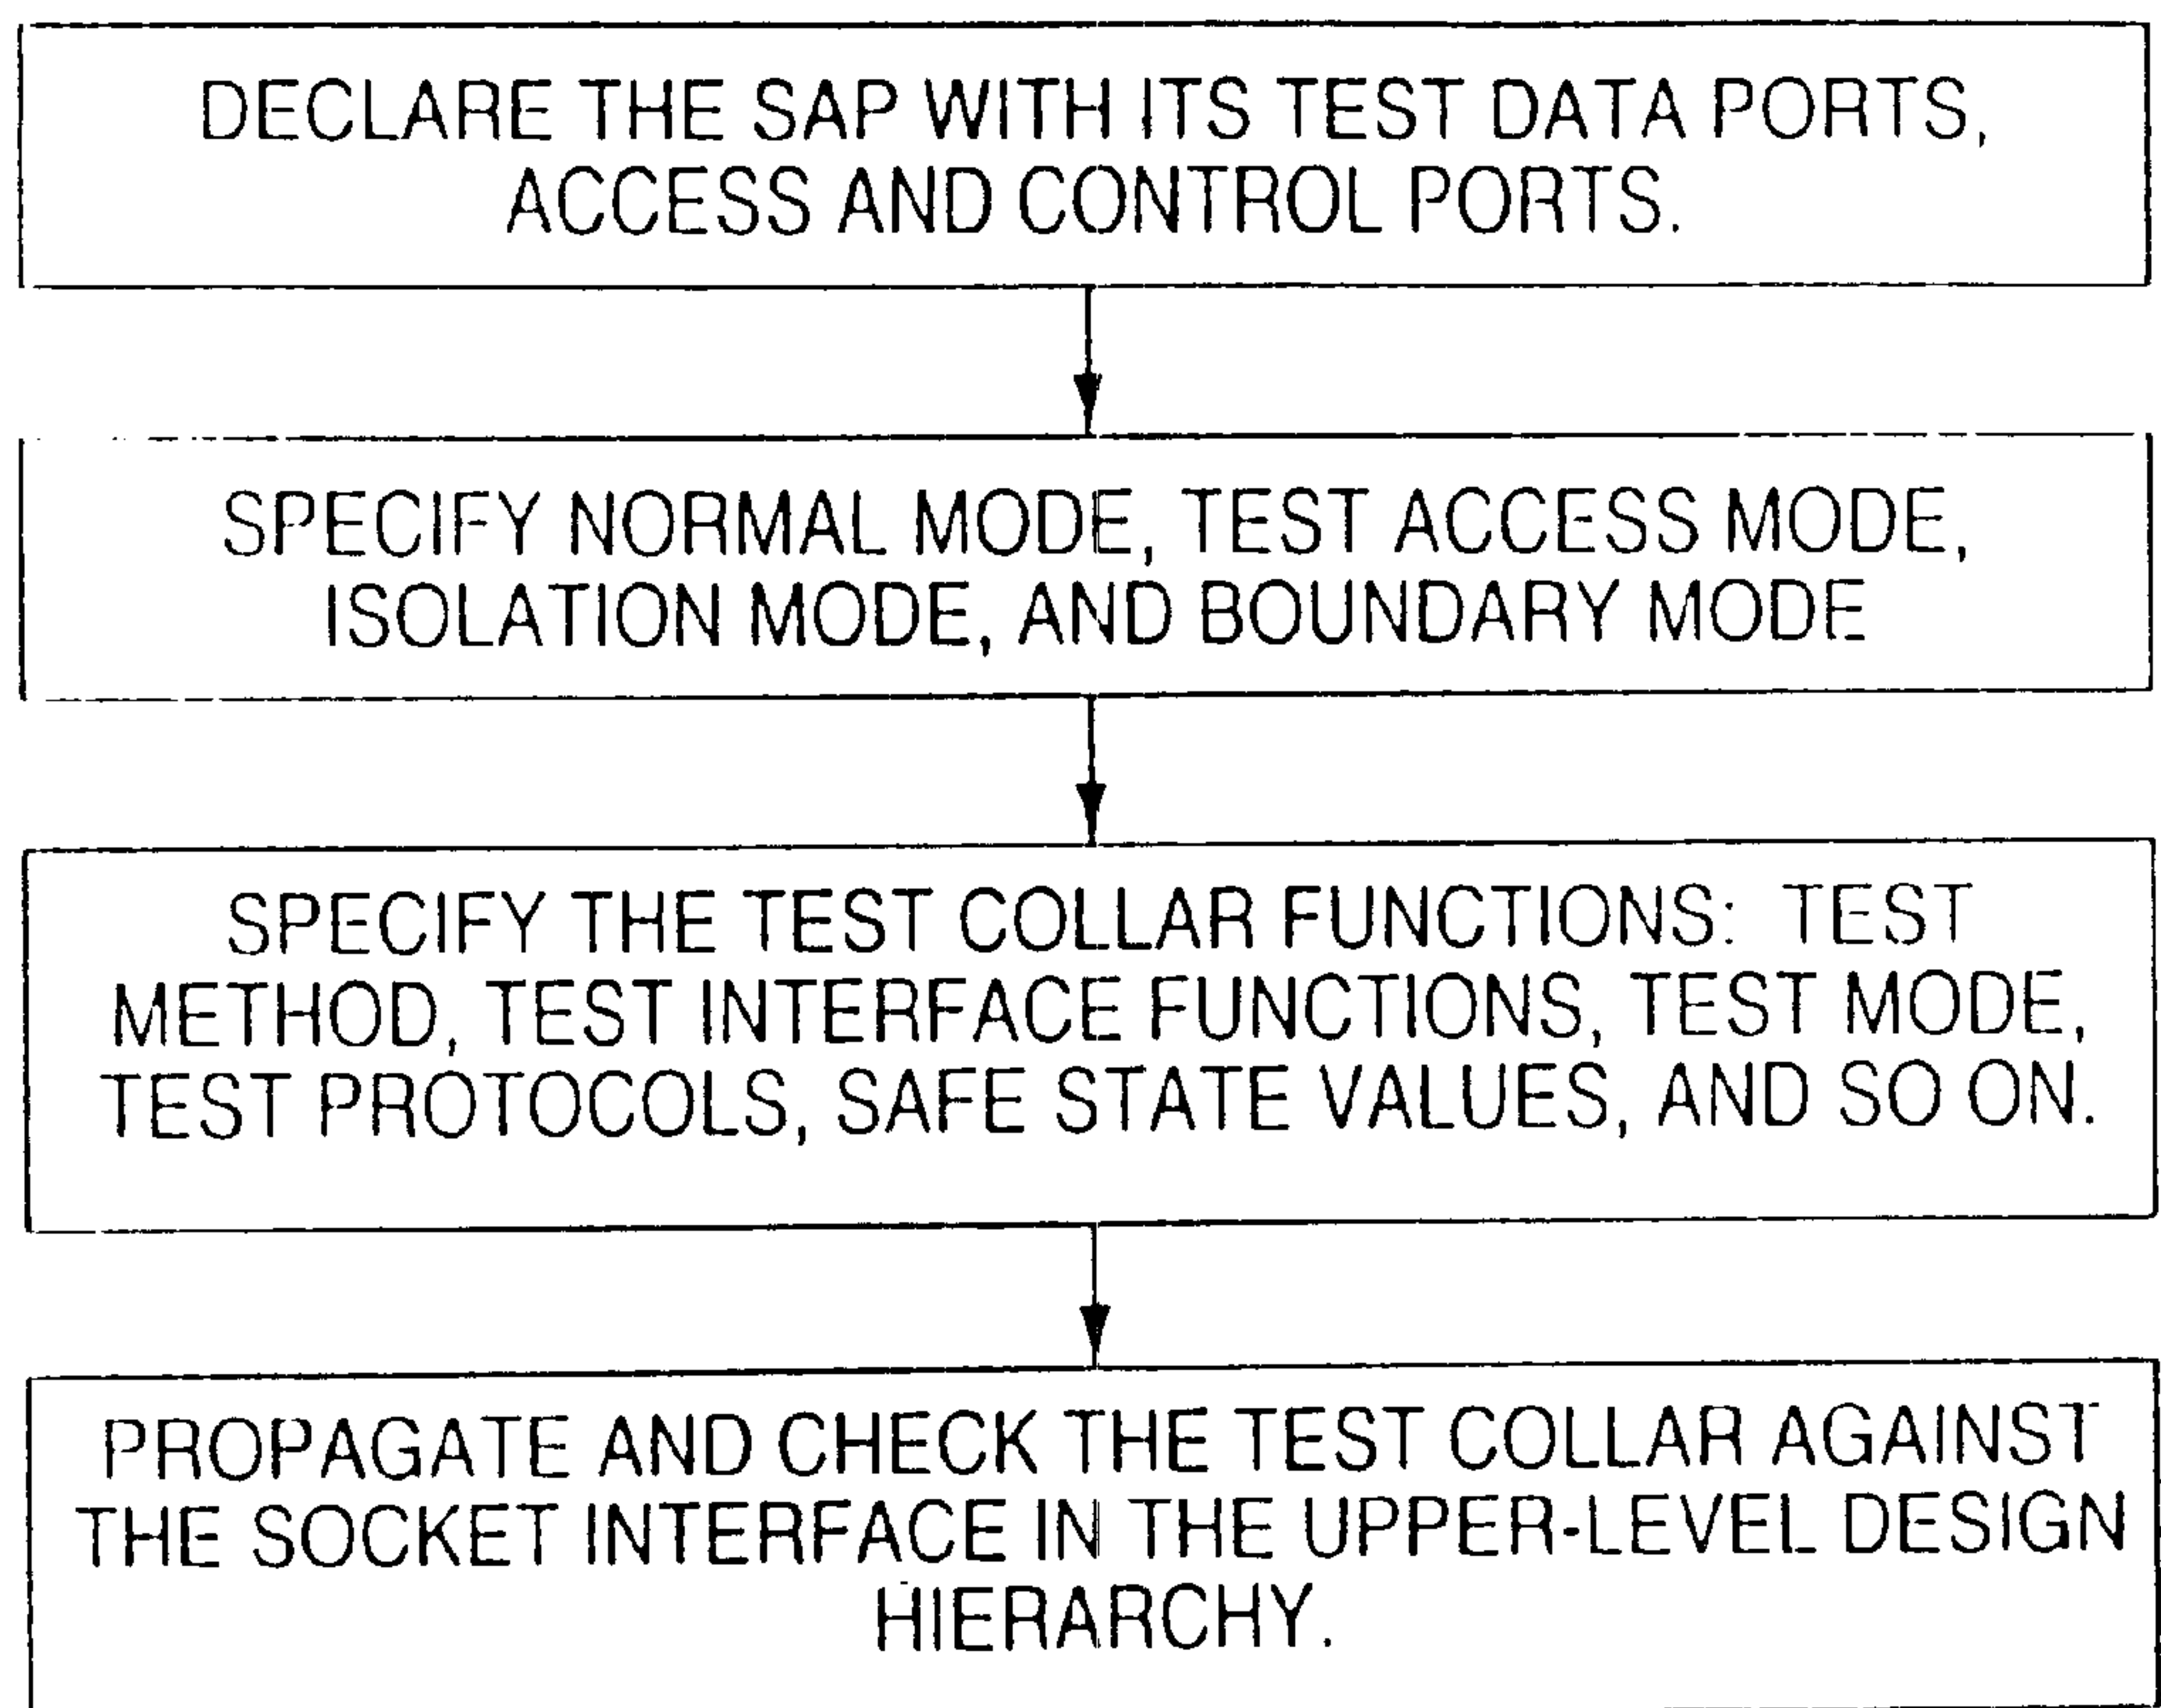 DECLARE THE SAP WITH ITS TEST DATA PORTS,
ACCESS AND CONTROL PORTS.
SPECIFY NORMAL MODE, TEST ACCESS MODE,
ISOLATION MODE, AND BOUNDARY MODE
SPECIFY THE TEST COLLAR FUNCTIONS: TEST
METHOD, TEST INTERFACE FUNCTIONS, TEST MODE,
TEST PROTOCOLS, SAFE STATE VALUES, AND SO ON.
PROPAGATE AND CHECK THE TEST COLLAR AGAINST
THE SOCKET INTERFACE IN THE UPPER-LEVEL DESIGN
HIERARCHY.